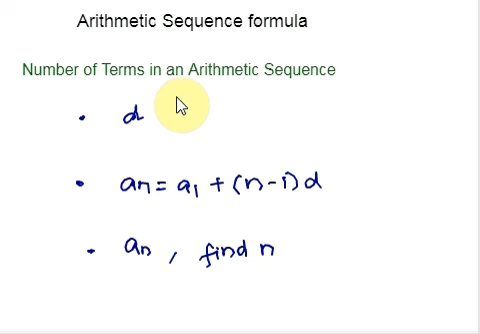 Arithmetic Sequence formula
Number of Terms in an Arithmetic Sequence
• d
• an = a₁ + (n-1)d
• an, find n